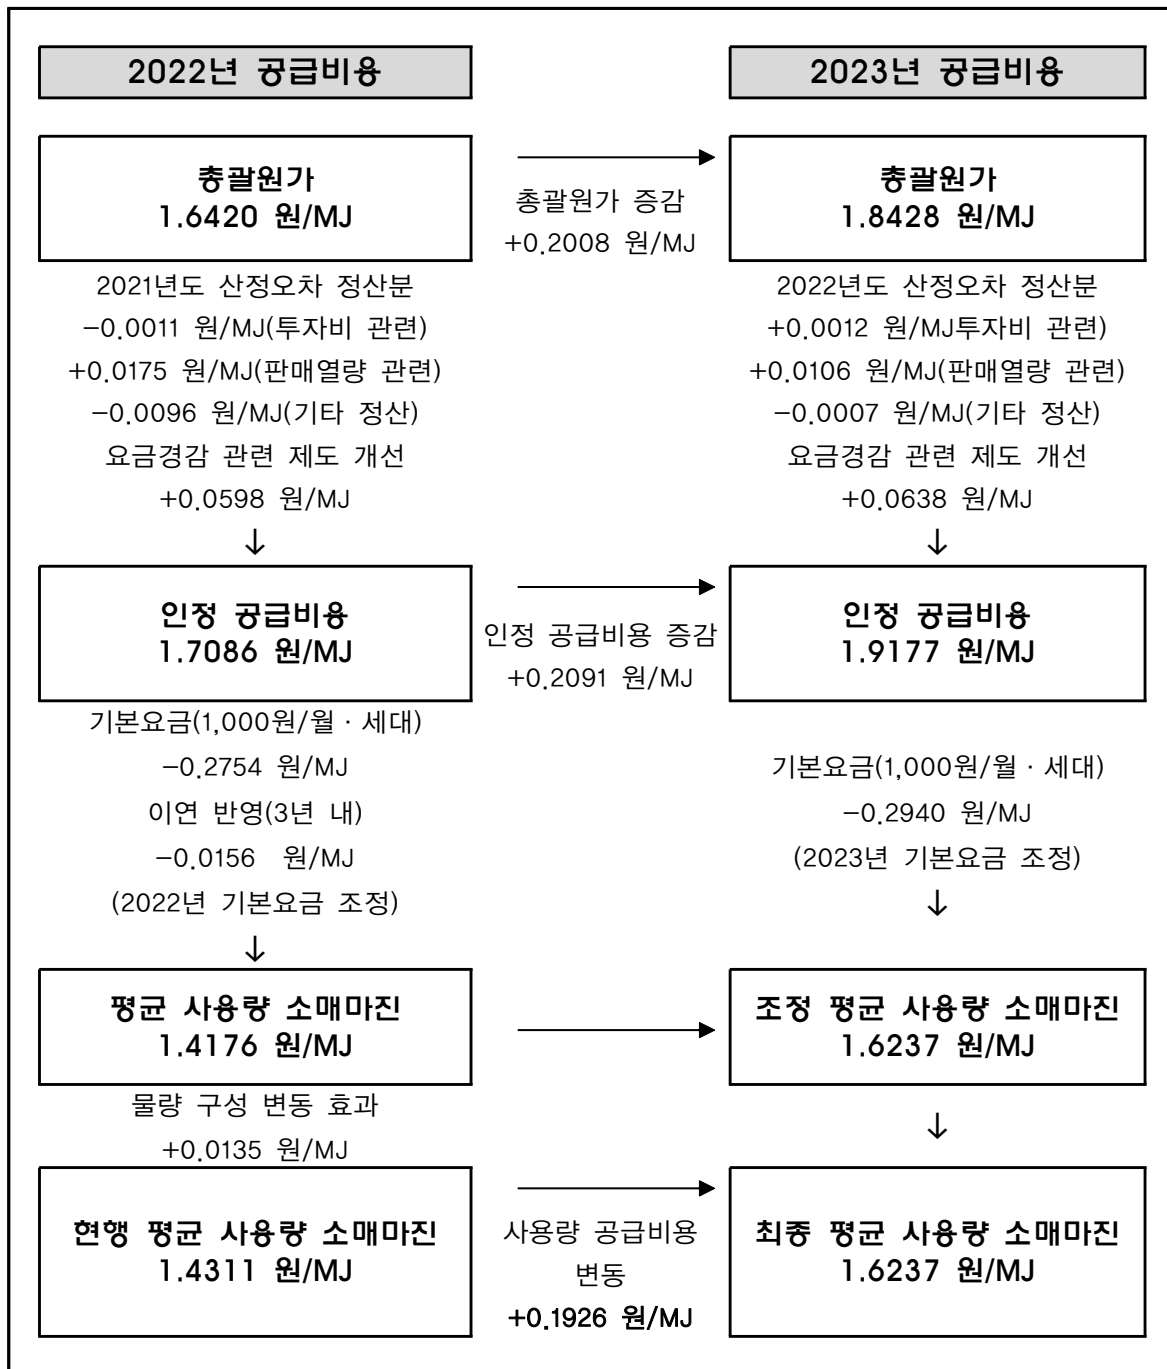 2022년 공급비용
2023년 공급비용
총괄원가
1.6420 원/MJ
총괄원가 증감
+0.2008 원/MJ
총괄원가
1.8428 원/MJ
2021년도 산정오차 정산분
-0.0011 원/MJ(투자비 관련)
+0.0175 원/MJ(판매열량 관련)
-0.0096 원/MJ(기타 정산)
요금경감 관련 제도 개선
+0.0598 원/MJ
↓
2022년도 산정오차 정산분
+0.0012 원/MJ투자비 관련)
+0.0106 원/MJ(판매열량 관련)
-0.0007 원/MJ(기타 정산)
요금경감 관련 제도 개선
+0.0638 원/MJ
↓
인정 공급비용
1.7086 원/MJ
인정 공급비용 증감
+0.2091 원/MJ
인정 공급비용
1.9177 원/MJ
기본요금(1,000원/월 · 세대)
-0.2754 원/MJ
이연 반영(3년 내)
-0.0156 원/MJ
(2022년 기본요금 조정)
↓
기본요금(1,000원/월 · 세대)
-0.2940 원/MJ
(2023년 기본요금 조정)
↓
평균 사용량 소매마진
1.4176 원/MJ
조정 평균 사용량 소매마진
1.6237 원/MJ
물량 구성 변동 효과
+0.0135 원/MJ
↓
현행 평균 사용량 소매마진
1.4311 원/MJ
사용량 공급비용
변동
+0.1926 원/MJ
최종 평균 사용량 소매마진
1.6237 원/MJ